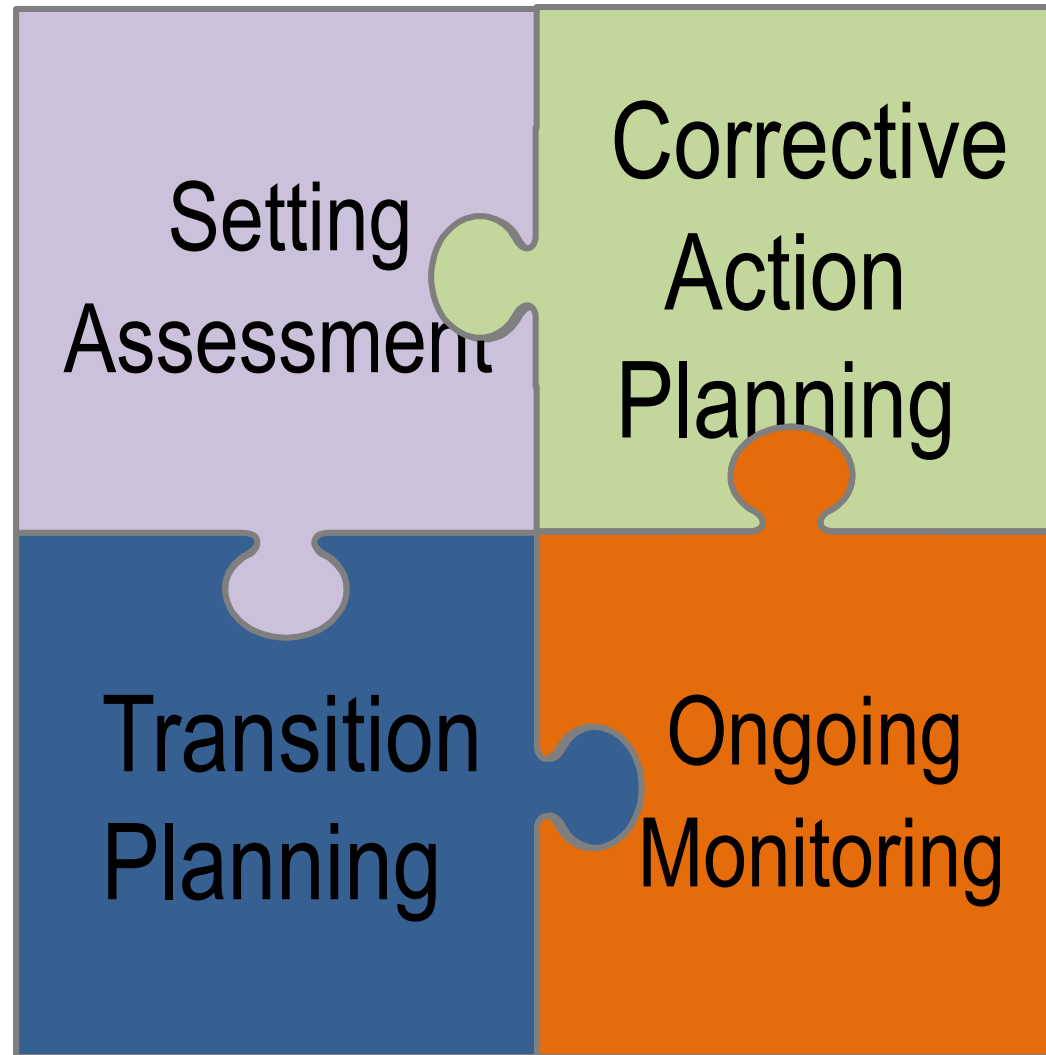 Setting
Assessment
Corrective
Action
Planning
Transition
Planning
Ongoing
Monitoring